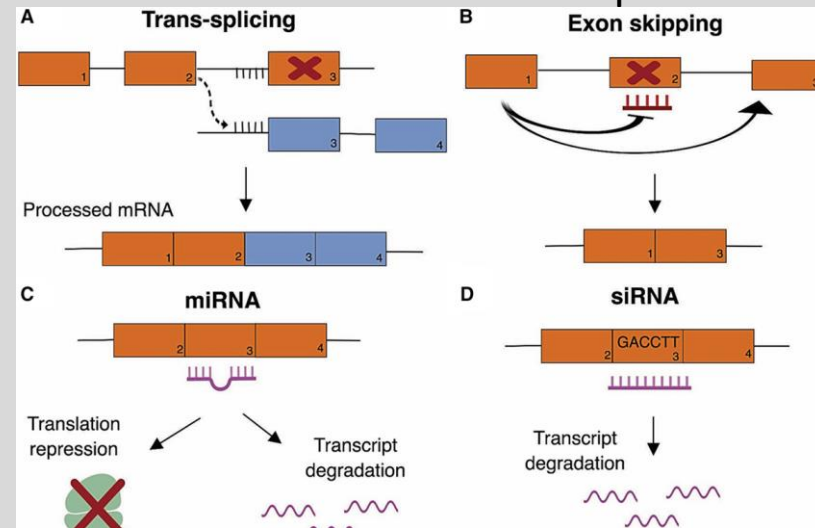 A
Trans-splicing
1
2
3
3
4
Processed mRNA
1
2
3
4
B
Exon skipping
1
2
1
3
C
miRNA
2
3
4
Translation
repression
Transcript
degradation
D
siRNA
GACCTT
2
3
4
Transcript
degradation